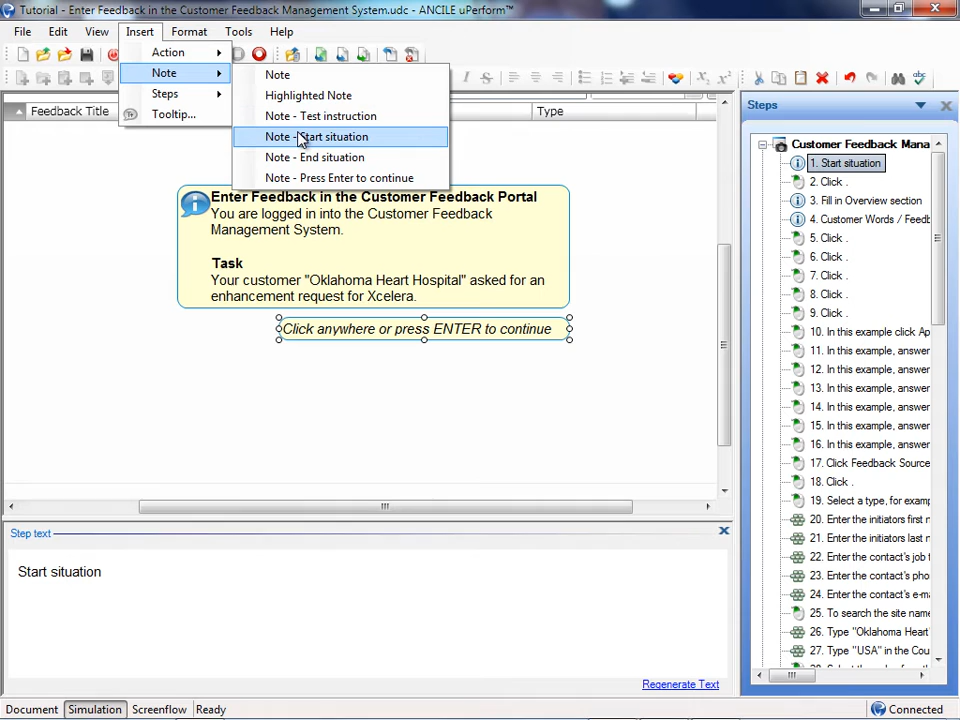 Tutorial - Enter Feedback in the Customer Feedback Management System.udc - ANCILE uPerform™
File Edit View Insert Format Tools Help
Action
Note
Steps
Tooltip...
Note
Highlighted Note
Note - Test instruction
Note - Start situation
Note - End situation
Note - Press Enter to continue
Feedback Title
Type
Enter Feedback in the Customer Feedback Portal
You are logged in into the Customer Feedback
Management System.
Task
Your customer "Oklahoma Heart Hospital" asked for an
enhancement request for Xcelera.
Click anywhere or press ENTER to continue
Step text
Start situation
Regenerate Text
Steps
Customer Feedback Mana
1. Start situation
2. Click .
3. Fill in Overview section
4. Customer Words / Feedb
5. Click .
6. Click .
7. Click .
8. Click .
9. Click .
10. In this example click Ap
11. In this example, answer
12. In this example, answer
13. In this example, answer
14. In this example, answer
15. In this example, answer
16. In this example, answer
17. Click Feedback Source
18. Click .
19. Select a type, for examp
20. Enter the initiators first n
21. Enter the initiators last n
22. Enter the contact's job t
23. Enter the contact's pho
24. Enter the contact's e-ma
25. To search the site name
26. Type "Oklahoma Heart
27. Type "USA" in the Cou
Document Simulation Screenflow Ready
Connected